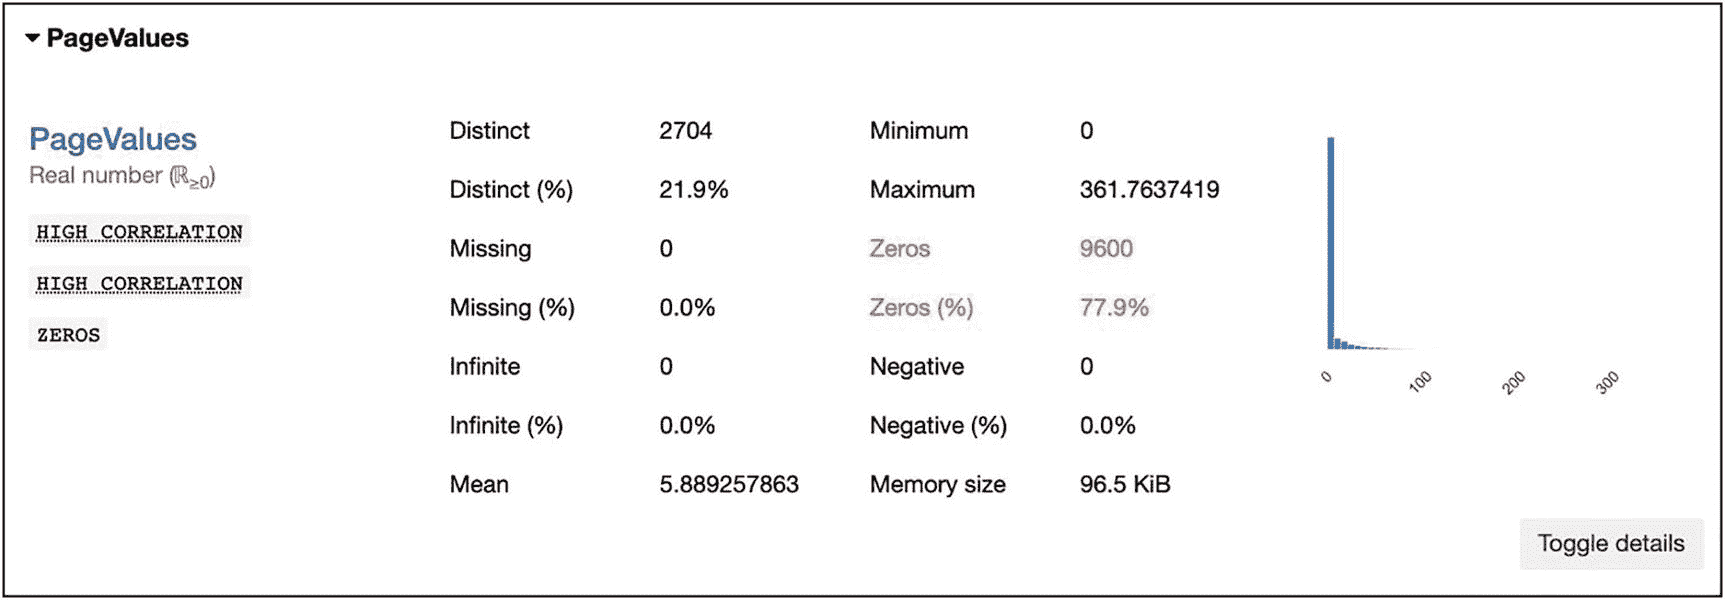 PageValues
PageValues
Real number (ℝ≥0)
HIGH CORRELATION
HIGH CORRELATION
ZEROS
Distinct 2704
Distinct (%) 21.9%
Missing 0
Missing (%) 0.0%
Infinite 0
Infinite (%) 0.0%
Mean 5.889257863
Minimum 0
Maximum 361.7637419
Zeros 9600
Zeros (%) 77.9%
Negative 0
Negative (%) 0.0%
Memory size 96.5 KiB
0 100 200 300
Toggle details